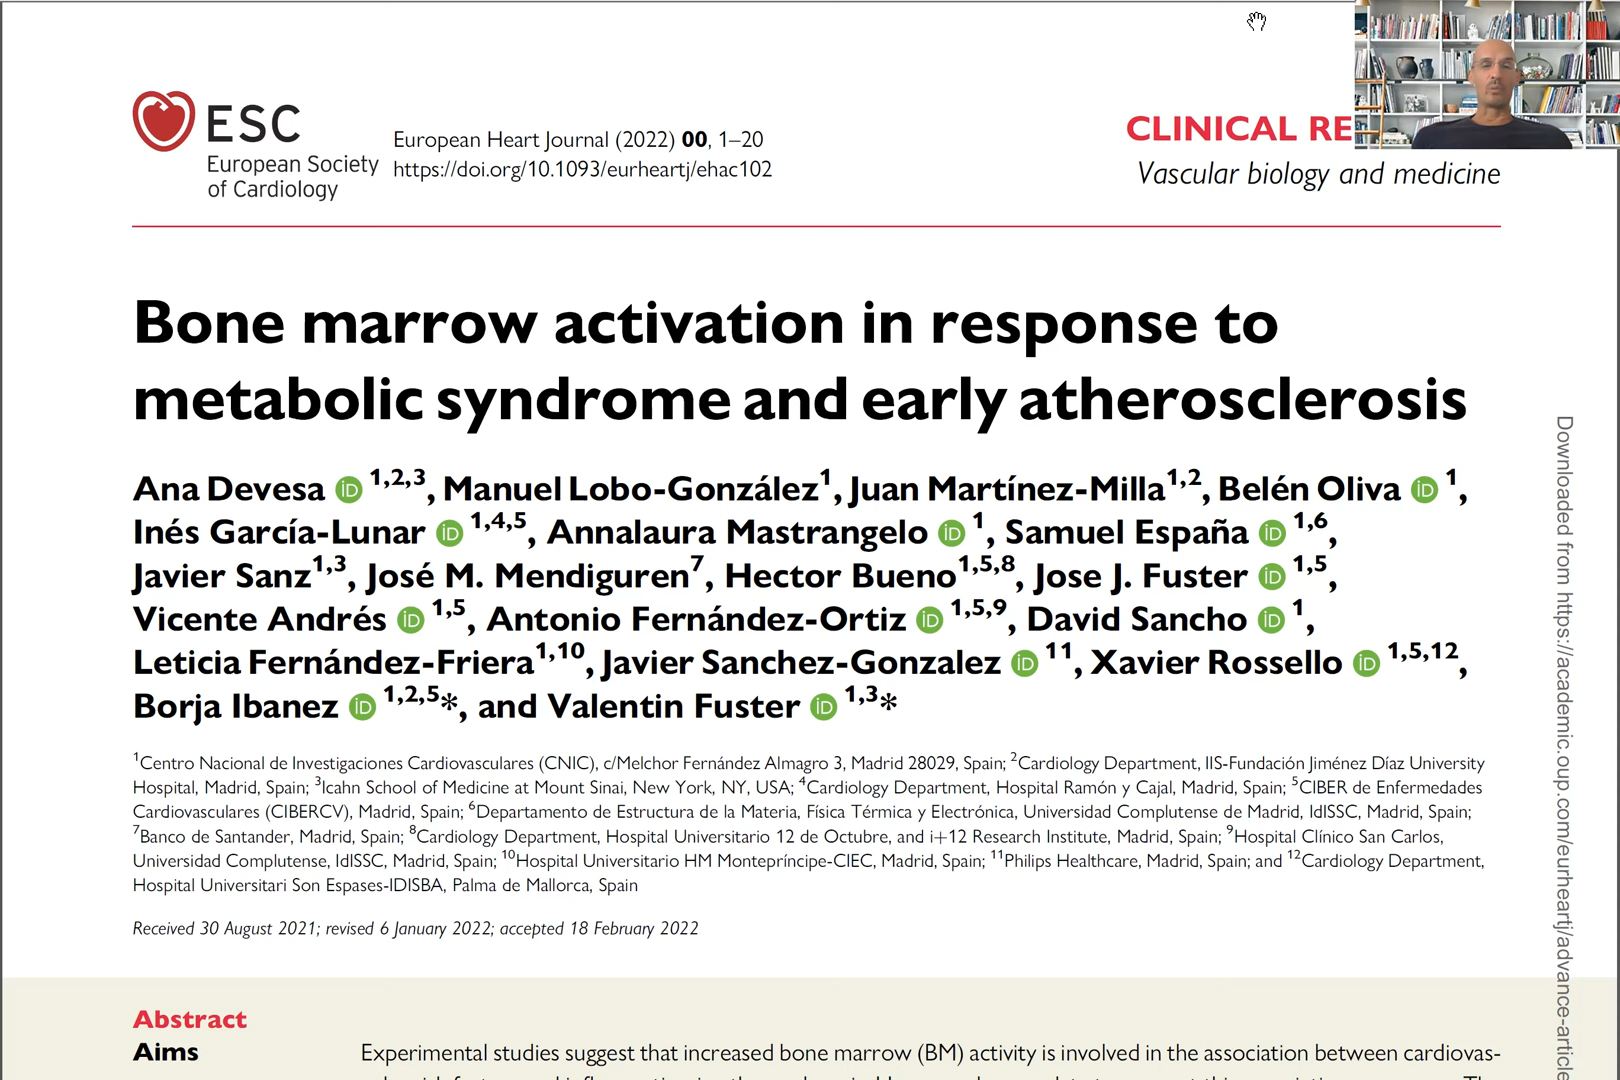 ESC
European Society
of Cardiology
European Heart Journal (2022) 00, 1–20
https://doi.org/10.1093/eurheartj/ehac102
CLINICAL RE
Vascular biology and medicine
Bone marrow activation in response to
metabolic syndrome and early atherosclerosis
Ana Devesa iD 1,2,3, Manuel Lobo-González1, Juan Martínez-Milla1,2, Belén Oliva iD 1,
Inés García-Lunar iD 1,4,5, Annalaura Mastrangelo iD 1, Samuel España iD 1,6,
Javier Sanz1,3, José M. Mendiguren7, Hector Bueno1,5,8, Jose J. Fuster iD 1,5,
Vicente Andrés iD 1,5, Antonio Fernández-Ortiz iD 1,5,9, David Sancho iD 1,
Leticia Fernández-Friera1,10, Javier Sanchez-Gonzalez iD 11, Xavier Rossello iD 1,5,12,
Borja Ibanez iD 1,2,5*, and Valentin Fuster iD 1,3*
1Centro Nacional de Investigaciones Cardiovasculares (CNIC), c/Melchor Fernández Almagro 3, Madrid 28029, Spain; 2Cardiology Department, IIS-Fundación Jiménez Díaz University
Hospital, Madrid, Spain; 3Icahn School of Medicine at Mount Sinai, New York, NY, USA; 4Cardiology Department, Hospital Ramón y Cajal, Madrid, Spain; 5CIBER de Enfermedades
Cardiovasculares (CIBERCV), Madrid, Spain; 6Departamento de Estructura de la Materia, Física Térmica y Electrónica, Universidad Complutense de Madrid, IdISSC, Madrid, Spain;
7Banco de Santander, Madrid, Spain; 8Cardiology Department, Hospital Universitario 12 de Octubre, and i+12 Research Institute, Madrid, Spain; 9Hospital Clínico San Carlos,
Universidad Complutense, IdISSC, Madrid, Spain; 10Hospital Universitario HM Montepríncipe-CIEC, Madrid, Spain; 11Philips Healthcare, Madrid, Spain; and 12Cardiology Department,
Hospital Universitari Son Espases-IDISBA, Palma de Mallorca, Spain
Received 30 August 2021; revised 6 January 2022; accepted 18 February 2022
Abstract
Aims
Experimental studies suggest that increased bone marrow (BM) activity is involved in the association between cardiovas-
Downloaded from https://academic.oup.com/eurheartj/advance-article